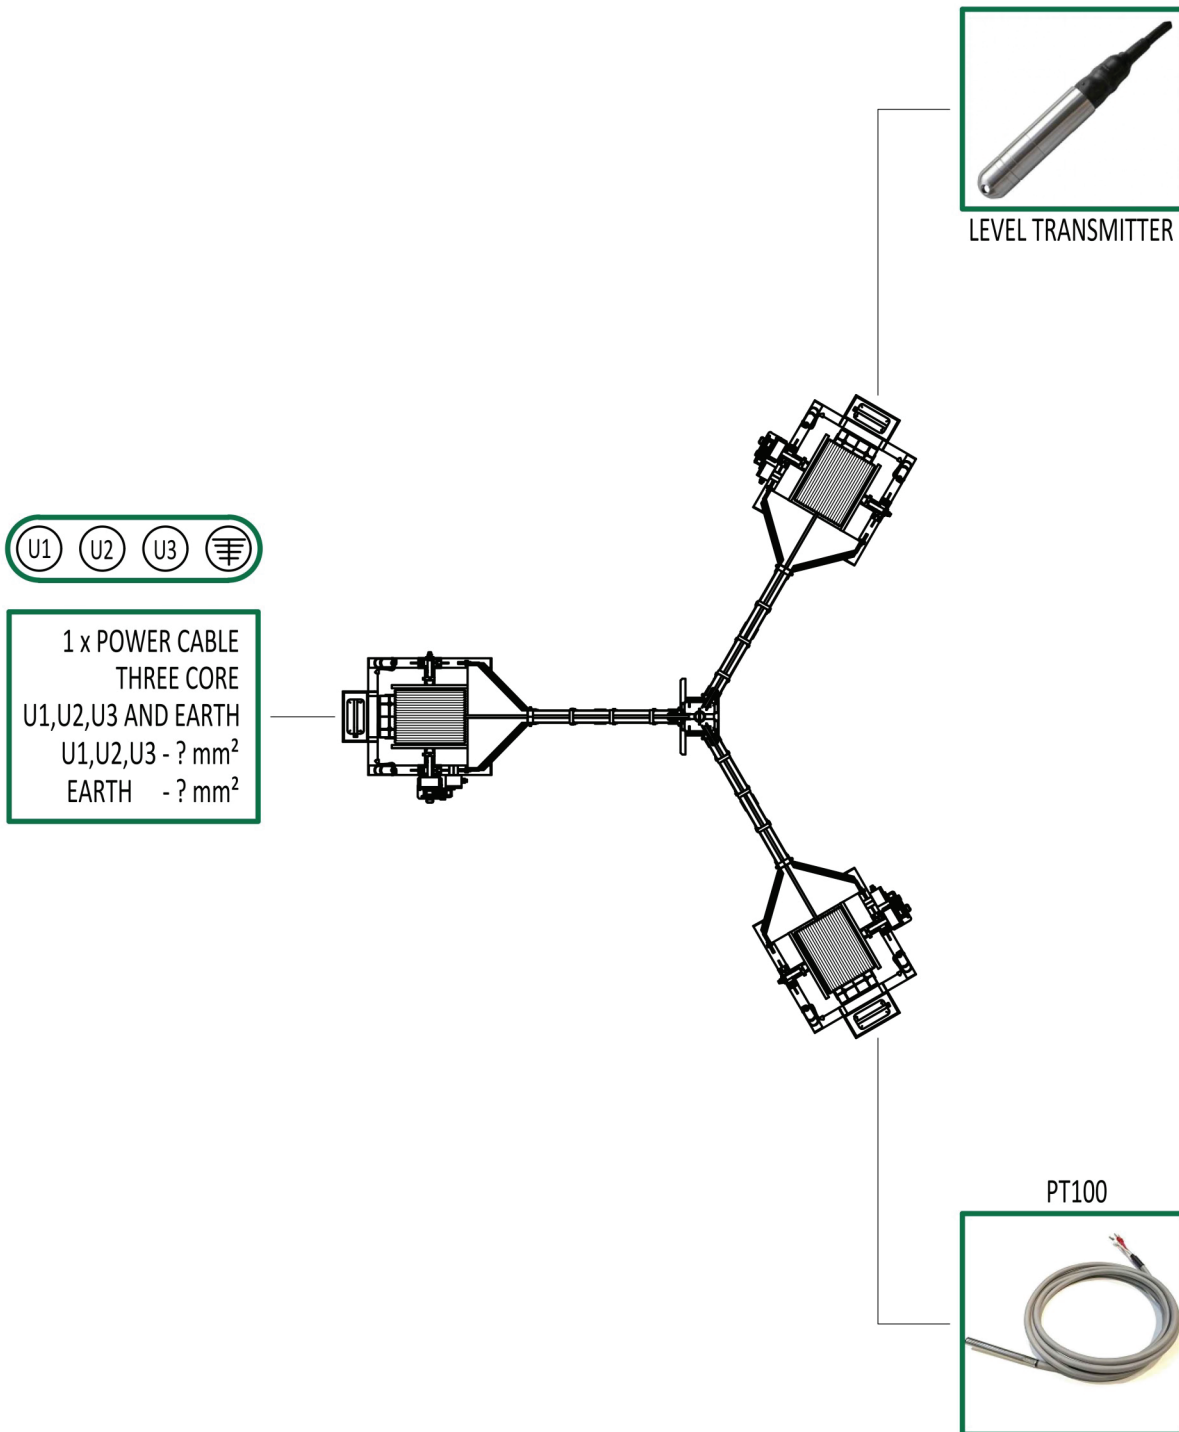 LEVEL TRANSMITTER
U1 U2 U3
1 x POWER CABLE
THREE CORE
U1,U2,U3 AND EARTH
U1,U2,U3 - ? mm²
EARTH - ? mm²
PT100